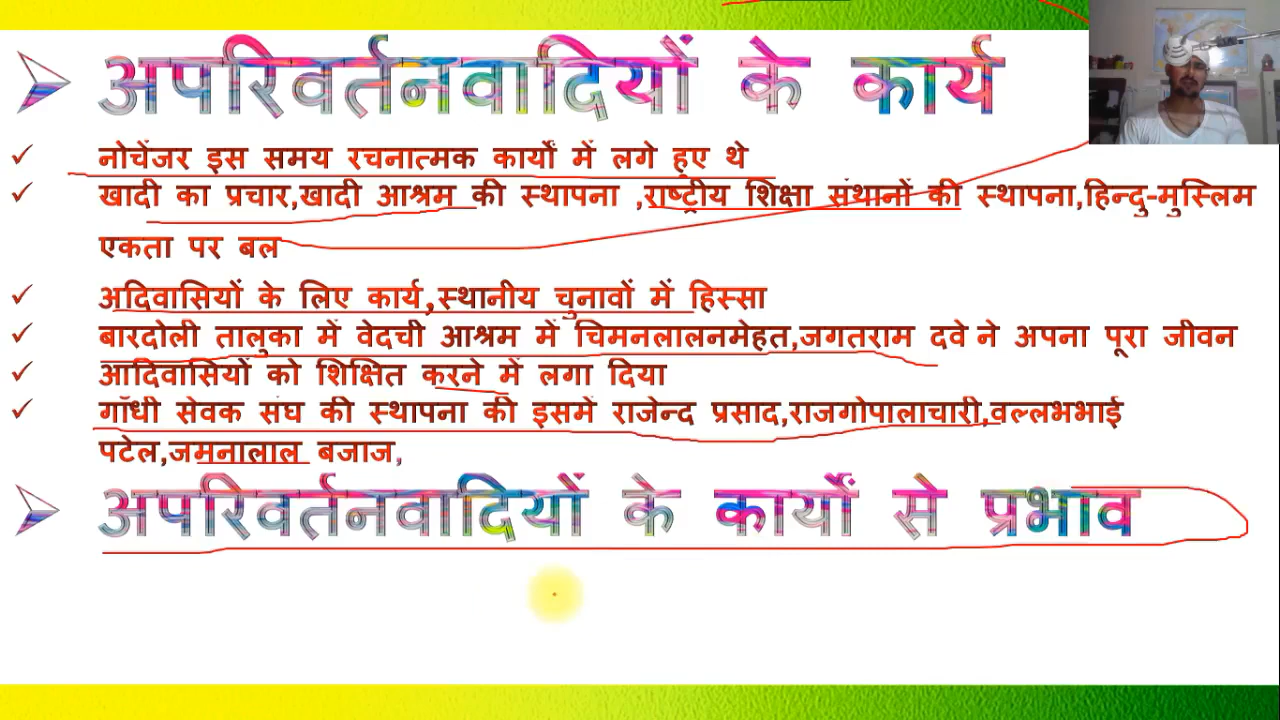 अपरिवर्तनवादियों के कार्य
नोचेंजर इस समय रचनात्मक कार्यों में लगे हुए थे
खादी का प्रचार,खादी आश्रम की स्थापना ,राष्ट्रीय शिक्षा संथानों की स्थापना,हिन्दु-मुस्लिम
एकता पर बल
अदिवासियों के लिए कार्य,स्थानीय चुनावों में हिस्सा
बारदोली तालुका में वेदची आश्रम में चिमनलालनमेहत,जगतराम दवे ने अपना पूरा जीवन
आदिवासियों को शिक्षित करने में लगा दिया
गाँधी सेवक संघ की स्थापना की इसमें राजेन्द प्रसाद,राजगोपालाचारी,वल्लभभाई
पटेल,जमनालाल बजाज,
अपरिवर्तनवादियों के कार्यों से प्रभाव